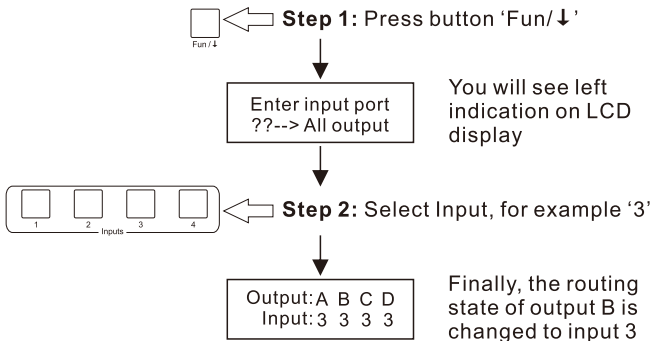 Step 1: Press button ‘Fun/↓’
Fun/↓
Enter input port
??--> All output
You will see left
indication on LCD
display
Step 2: Select Input, for example ‘3’
1 2 3 4
Inputs
Output: A B C D
Input: 3 3 3 3
Finally, the routing
state of output B is
changed to input 3